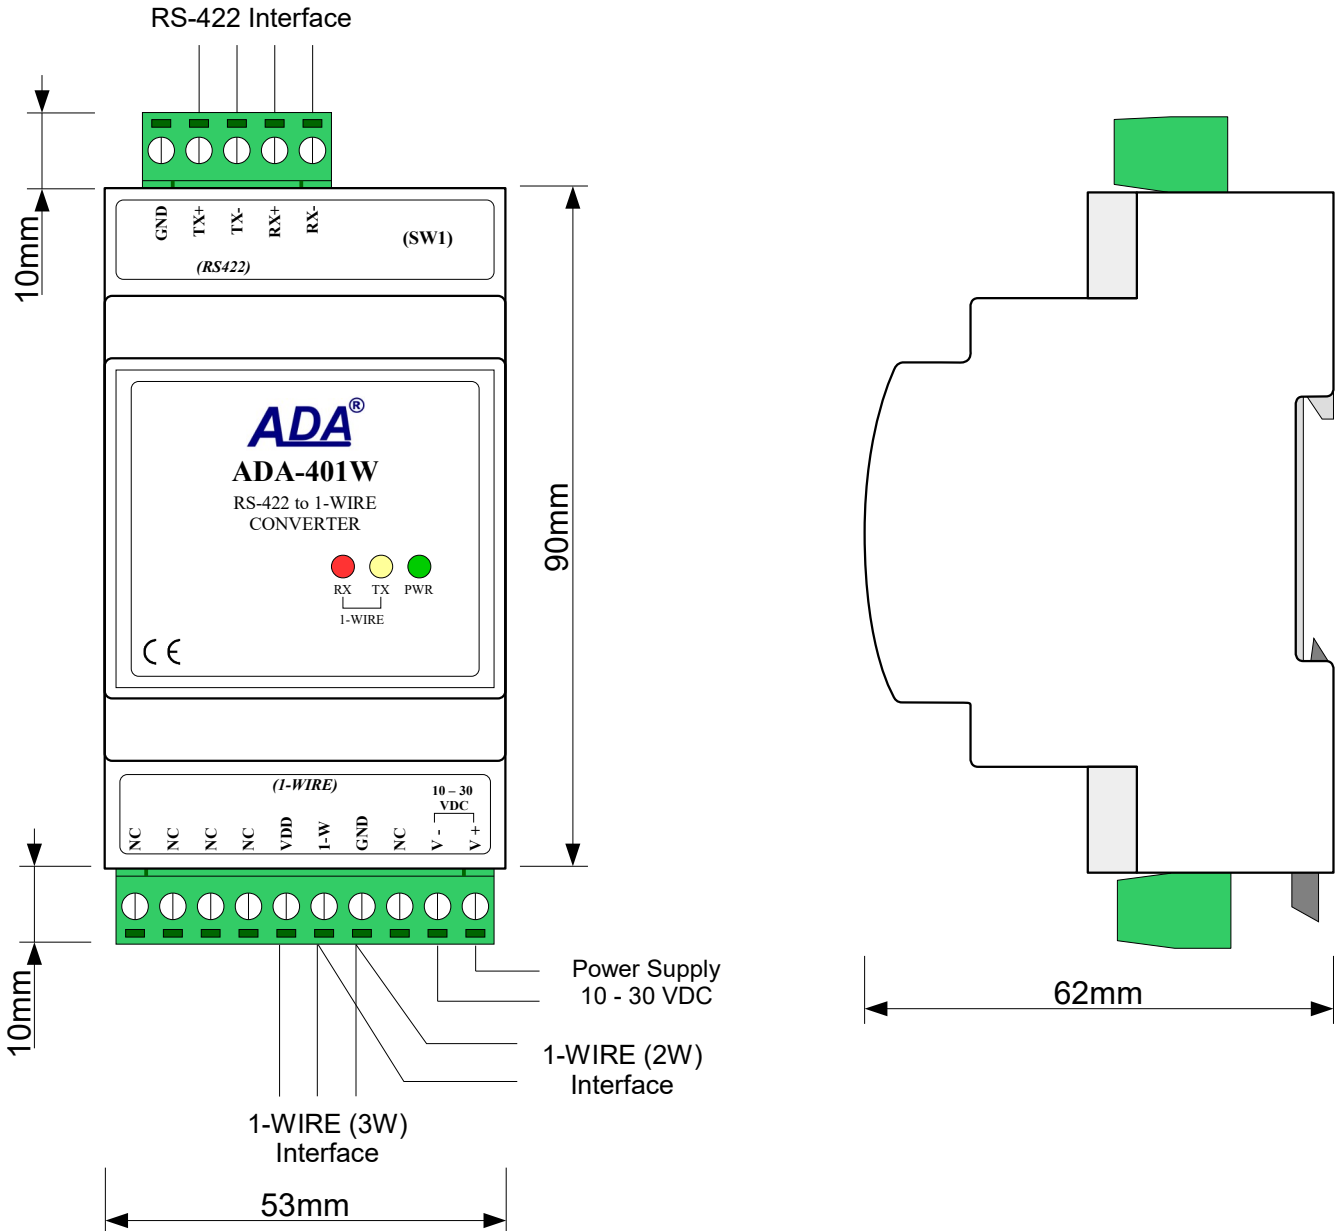 RS-422 Interface
10mm
GND
TX+
TX-
RX+
RX-
(SW1)
(RS422)
ADA®
ADA-401W
RS-422 to 1-WIRE
CONVERTER
RX TX PWR
1-WIRE
CE
90mm
(1-WIRE)
10 – 30
VDC
NC
NC
NC
NC
VDD
1-W
GND
NC
V -
V +
10mm
Power Supply
10 - 30 VDC
1-WIRE (2W)
Interface
1-WIRE (3W)
Interface
53mm
62mm